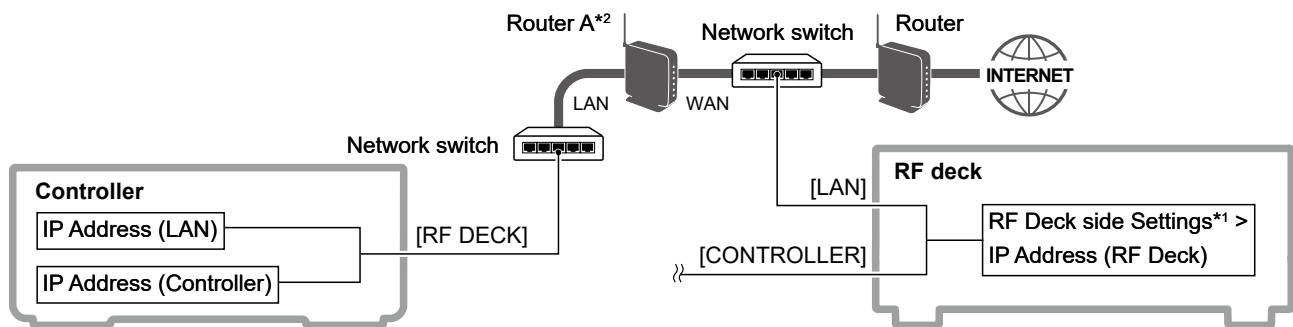 Router A*2
Network switch
Router
INTERNET
LAN
WAN
Network switch
Controller
IP Address (LAN)
IP Address (Controller)
[RF DECK]
[LAN]
[CONTROLLER]
RF deck
RF Deck side Settings*1 >
IP Address (RF Deck)